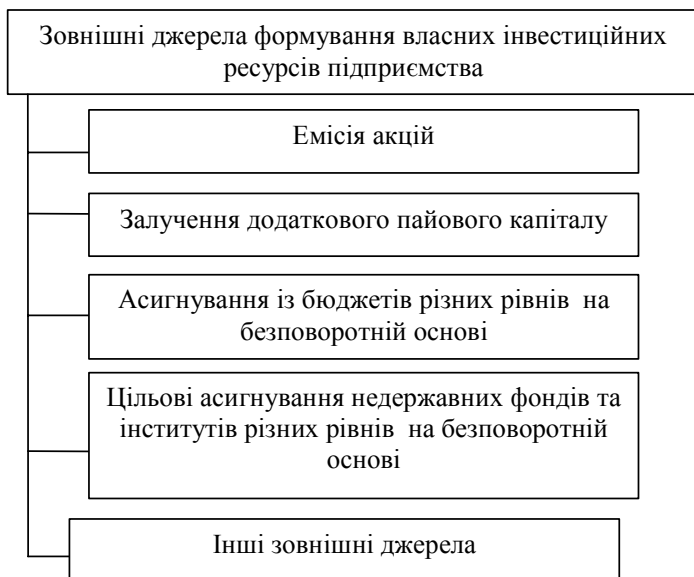 Зовнішні джерела формування власних інвестиційних
ресурсів підприємства
Емісія акцій
Залучення додаткового пайового капіталу
Асигнування із бюджетів різних рівнів на
безповоротній основі
Цільові асигнування недержавних фондів та
інститутів різних рівнів на безповоротній
основі
Інші зовнішні джерела